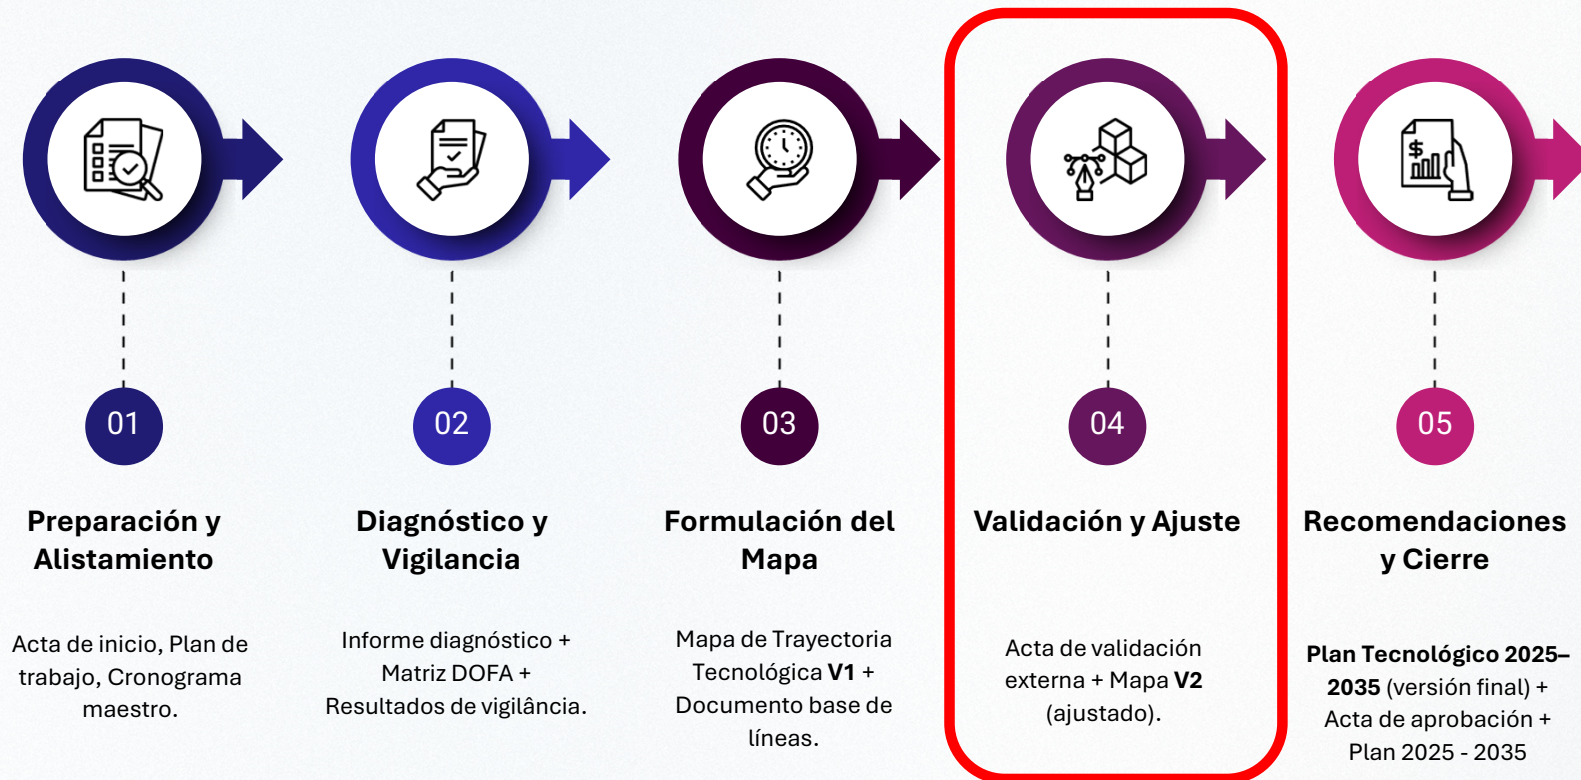 01
Preparación y
Alistamiento
Acta de inicio, Plan de
trabajo, Cronograma
maestro.
02
Diagnóstico y
Vigilancia
Informe diagnóstico +
Matriz DOFA +
Resultados de vigilância.
03
Formulación del
Mapa
Mapa de Trayectoria
Tecnológica V1 +
Documento base de
líneas.
04
Validación y Ajuste
Acta de validación
externa + Mapa V2
(ajustado).
05
Recomendaciones
y Cierre
Plan Tecnológico 2025–
2035 (versión final) +
Acta de aprobación +
Plan 2025 - 2035
$